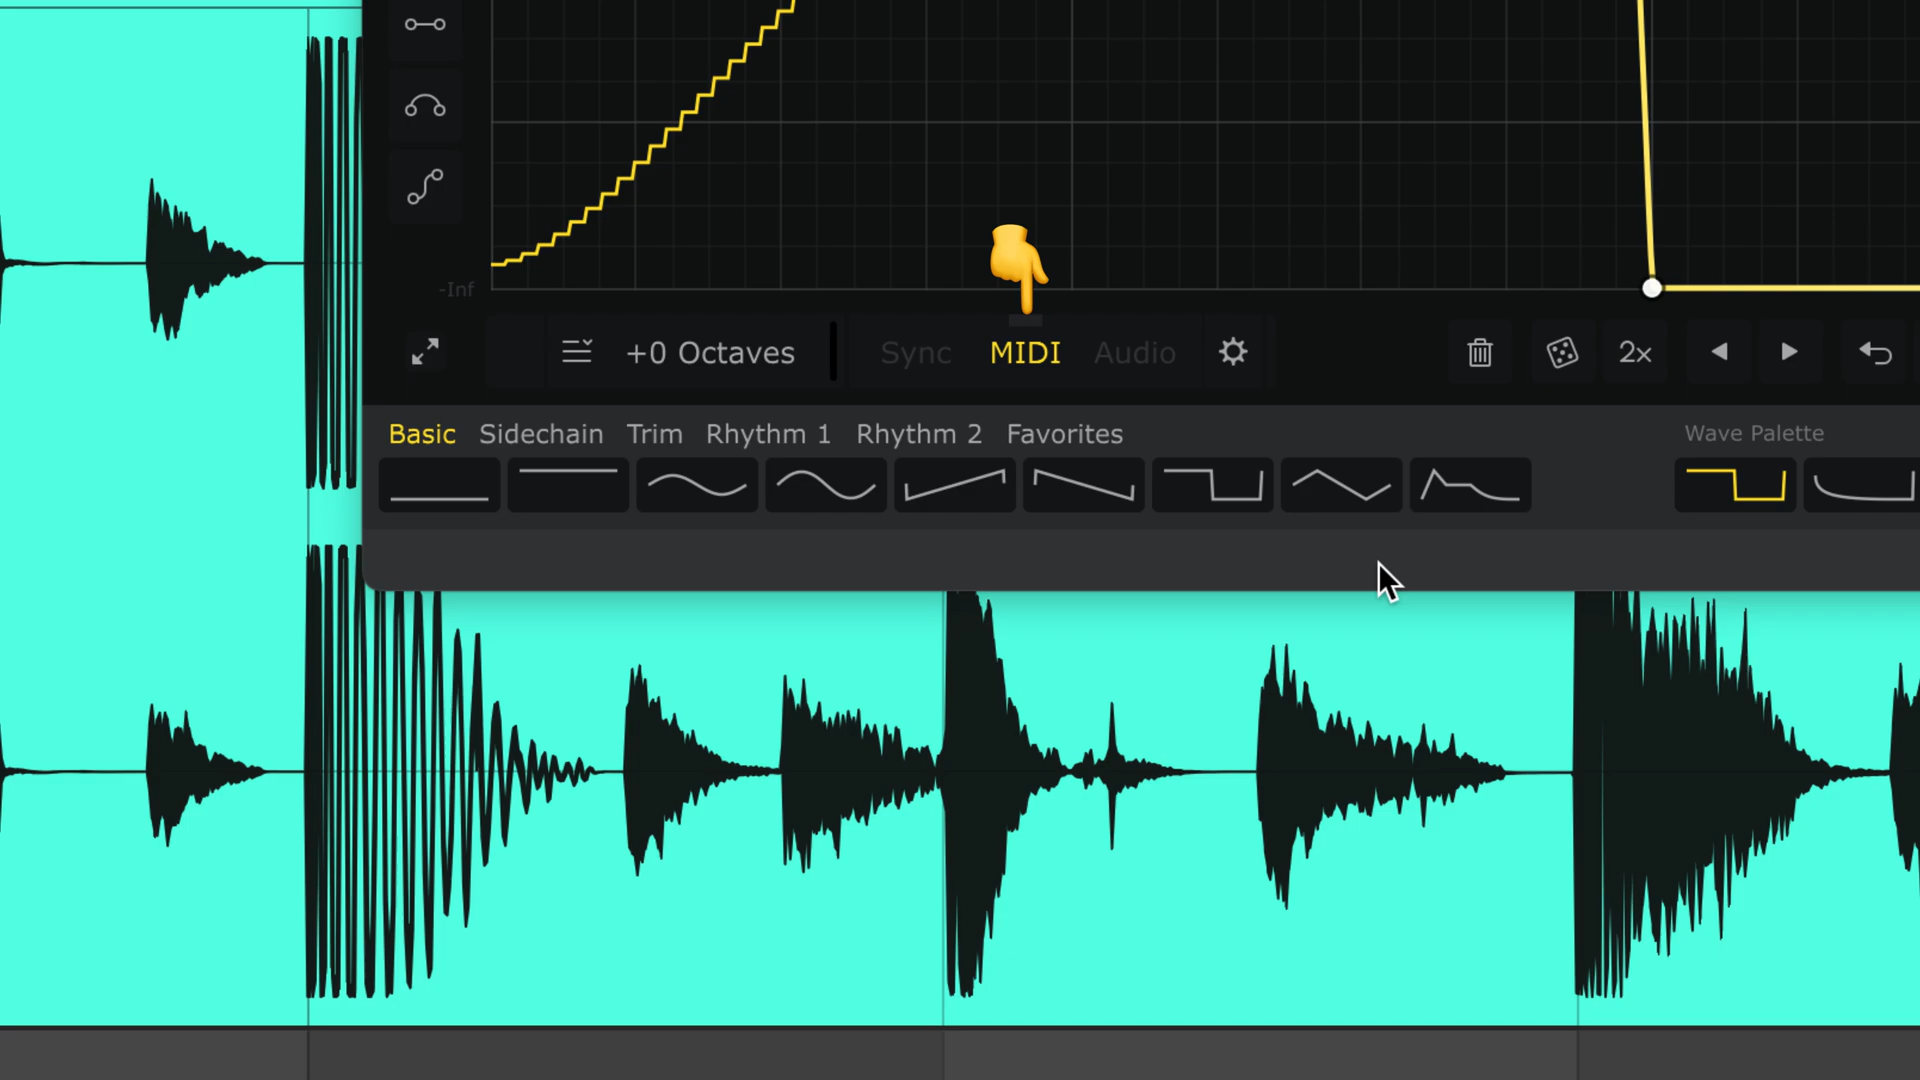 -Inf
+0 Octaves Sync MIDI Audio 2x
Basic Sidechain Trim Rhythm 1 Rhythm 2 Favorites Wave Palette